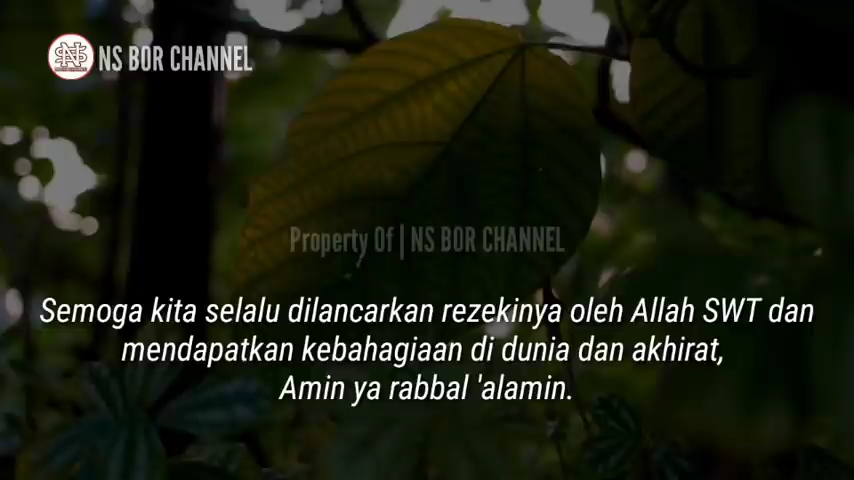 NS BOR CHANNEL
Property Of | NS BOR CHANNEL
Semoga kita selalu dilancarkan rezekinya oleh Allah SWT dan
mendapatkan kebahagiaan di dunia dan akhirat,
Amin ya rabbal 'alamin.